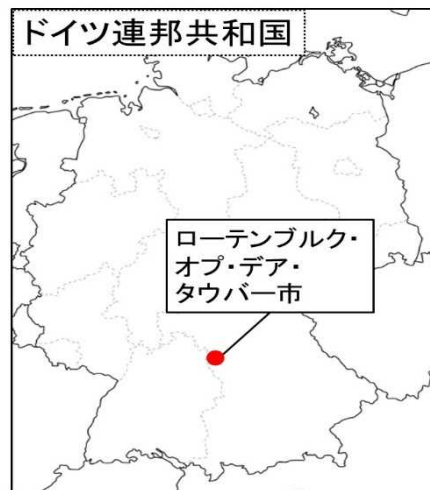 ドイツ連邦共和国
ローテンブルク・
オプ・デア・
タウバー市